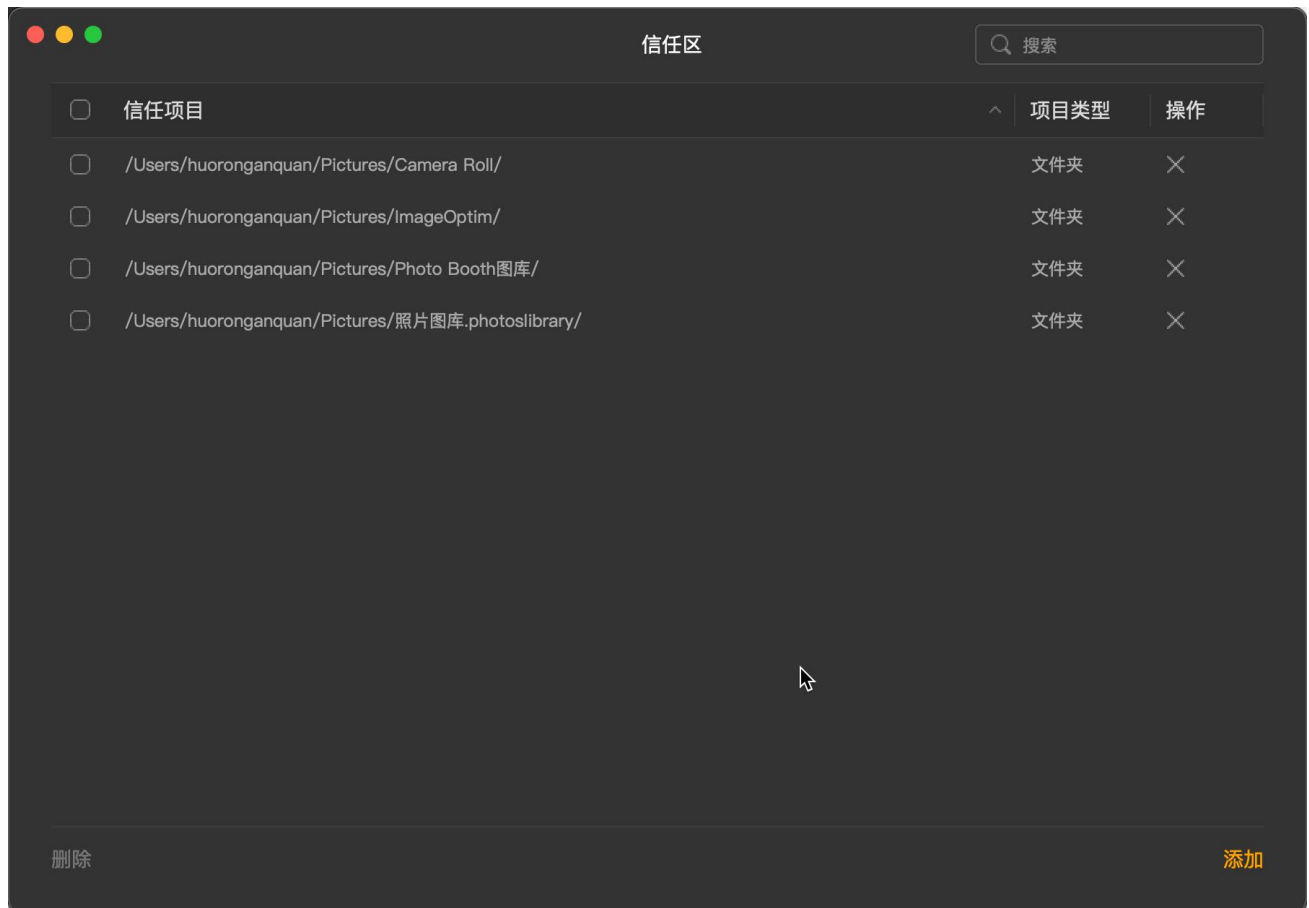 信任区
搜索
信任项目 项目类型 操作
/Users/huoronganquan/Pictures/Camera Roll/ 文件夹
/Users/huoronganquan/Pictures/ImageOptim/ 文件夹
/Users/huoronganquan/Pictures/Photo Booth图库/ 文件夹
/Users/huoronganquan/Pictures/照片图库.photoslibrary/ 文件夹
删除 添加